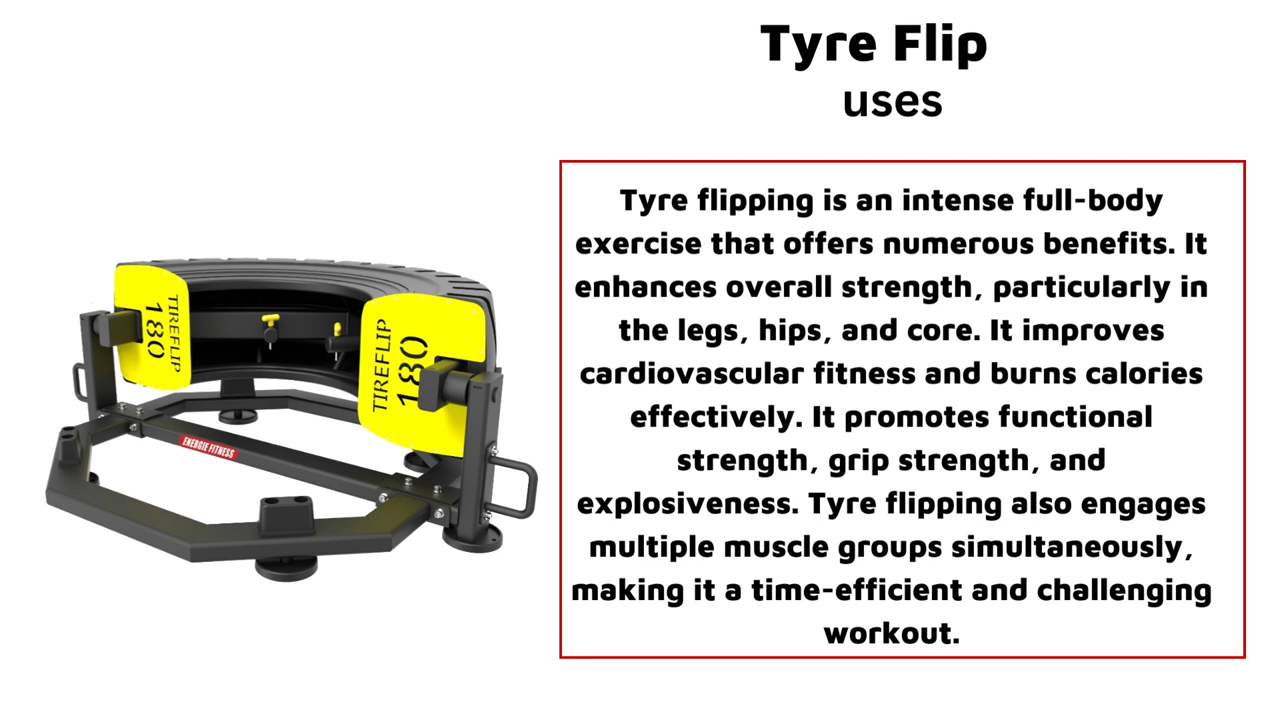 Tyre Flip
uses
Tyre flipping is an intense full-body
exercise that offers numerous benefits. It
enhances overall strength, particularly in
the legs, hips, and core. It improves
cardiovascular fitness and burns calories
effectively. It promotes functional
strength, grip strength, and
explosiveness. Tyre flipping also engages
multiple muscle groups simultaneously,
making it a time-efficient and challenging
workout.
TIREFLIP
180
TIREFLIP
180
ENERGIE FITNESS